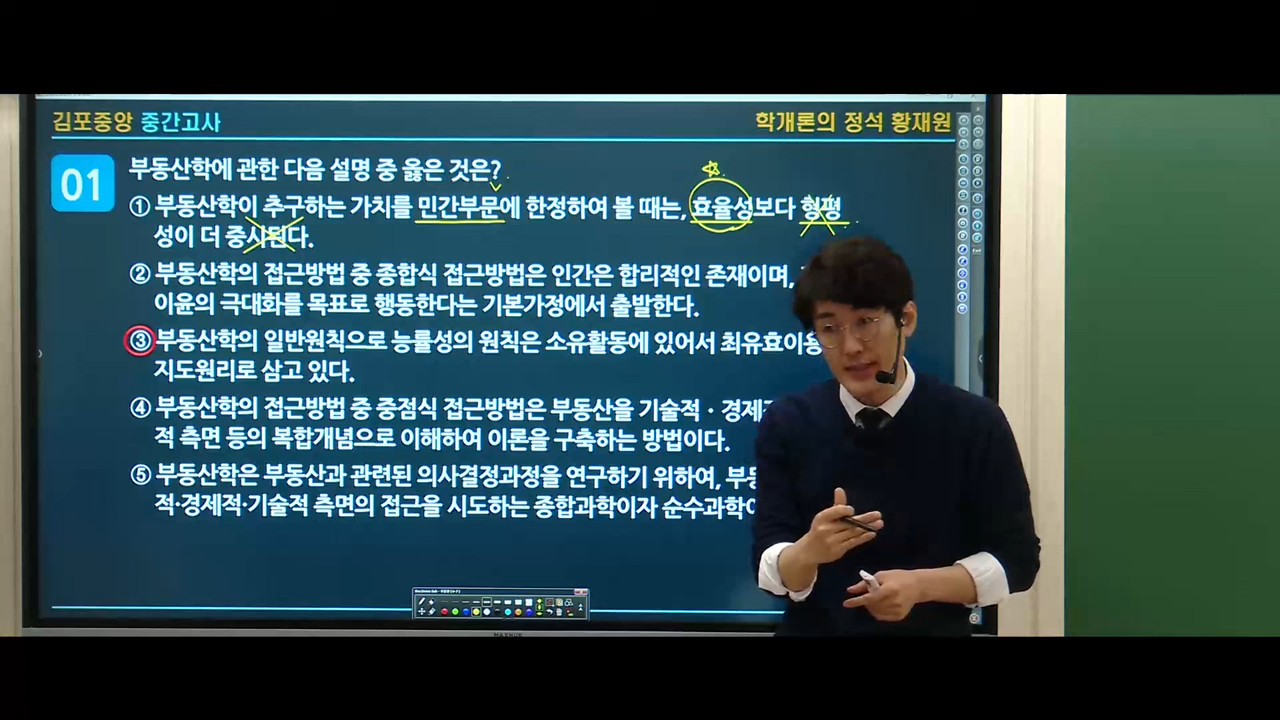 김포중앙 중간고사
학개론의 정석 황재원
01 부동산학에 관한 다음 설명 중 옳은 것은?
① 부동산학이 추구하는 가치를 민간부문에 한정하여 볼 때는, 효율성보다 형평
성이 더 중시된다.
② 부동산학의 접근방법 중 종합식 접근방법은 인간은 합리적인 존재이며,
이윤의 극대화를 목표로 행동한다는 기본가정에서 출발한다.
③ 부동산학의 일반원칙으로 능률성의 원칙은 소유활동에 있어서 최유효이용
지도원리로 삼고 있다.
④ 부동산학의 접근방법 중 중점식 접근방법은 부동산을 기술적 · 경제
적 측면 등의 복합개념으로 이해하여 이론을 구축하는 방법이다.
⑤ 부동산학은 부동산과 관련된 의사결정과정을 연구하기 위하여,
적·경제적·기술적 측면의 접근을 시도하는 종합과학이자 순수과학이